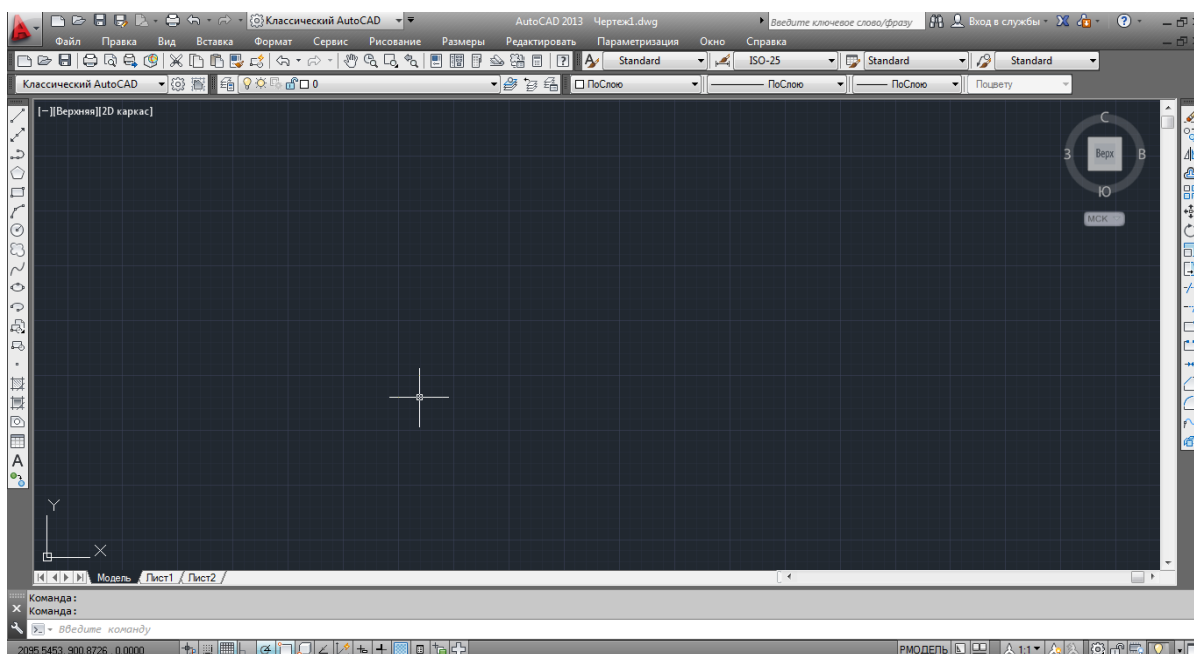 Классический AutoCAD AutoCAD 2013 Чертеж1.dwg Введите ключевое слово/фразу Вход в службы
Файл Правка Вид Вставка Формат Сервис Рисование Размеры Редактировать Параметризация Окно Справка
Standard ISO-25 Standard Standard
Классический AutoCAD 0 ПоСлою ПоСлою ПоСлою Поцвету
[−][Верхняя][2D каркас]
С
З Верх В
Ю
МСК
A
Y
X
Модель Лист1 Лист2
Команда:
Команда:
Введите команду
2095.5453, 900.8726, 0.0000 РМОДЕЛЬ 1:1